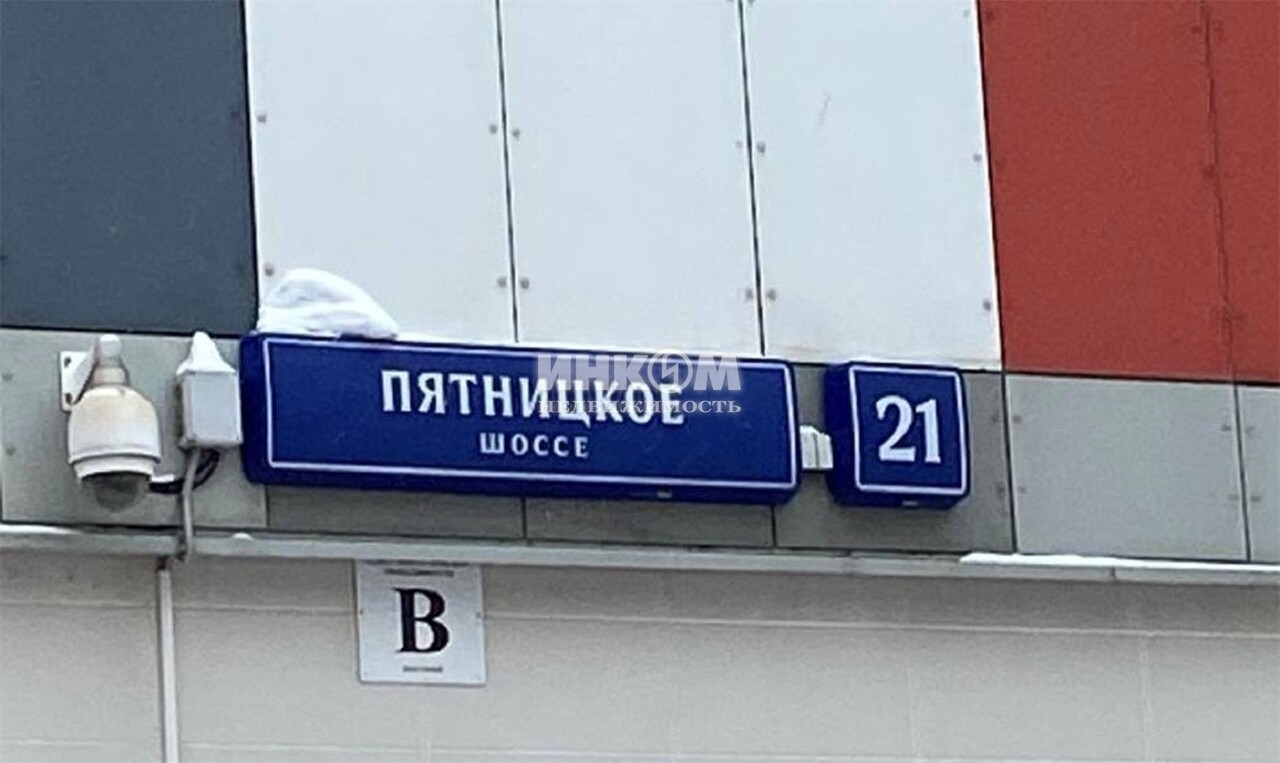 ПЯТНИЦКОЕ
ШОССЕ
21
ИНКОМ
НЕДВИЖИМОСТЬ
В